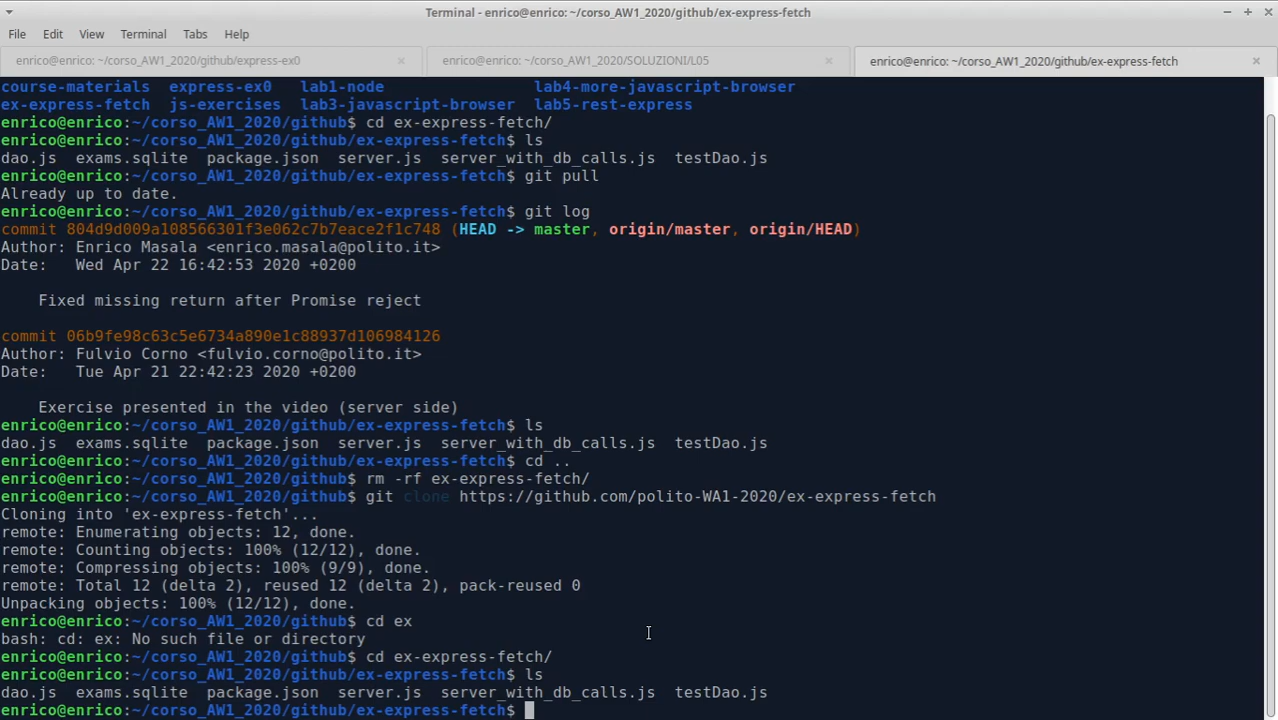 Terminal - enrico@enrico: ~/corso_AW1_2020/github/ex-express-fetch
File Edit View Terminal Tabs Help
enrico@enrico: ~/corso_AW1_2020/github/express-ex0 enrico@enrico: ~/corso_AW1_2020/SOLUZIONI/L05 enrico@enrico: ~/corso_AW1_2020/github/ex-express-fetch
course-materials express-ex0 lab1-node lab4-more-javascript-browser
ex-express-fetch js-exercises lab3-javascript-browser lab5-rest-express
enrico@enrico:~/corso_AW1_2020/github$ cd ex-express-fetch/
enrico@enrico:~/corso_AW1_2020/github/ex-express-fetch$ ls
dao.js exams.sqlite package.json server.js server_with_db_calls.js testDao.js
enrico@enrico:~/corso_AW1_2020/github/ex-express-fetch$ git pull
Already up to date.
enrico@enrico:~/corso_AW1_2020/github/ex-express-fetch$ git log
commit 804d9d009a108566301f3e062c7b7eace2f1c748 (HEAD -> master, origin/master, origin/HEAD)
Author: Enrico Masala <enrico.masala@polito.it>
Date: Wed Apr 22 16:42:53 2020 +0200
Fixed missing return after Promise reject
commit 06b9fe98c63c5e6734a890e1c88937d106984126
Author: Fulvio Corno <fulvio.corno@polito.it>
Date: Tue Apr 21 22:42:23 2020 +0200
Exercise presented in the video (server side)
enrico@enrico:~/corso_AW1_2020/github/ex-express-fetch$ ls
dao.js exams.sqlite package.json server.js server_with_db_calls.js testDao.js
enrico@enrico:~/corso_AW1_2020/github/ex-express-fetch$ cd ..
enrico@enrico:~/corso_AW1_2020/github$ rm -rf ex-express-fetch/
enrico@enrico:~/corso_AW1_2020/github$ git clone https://github.com/polito-WA1-2020/ex-express-fetch
Cloning into 'ex-express-fetch'...
remote: Enumerating objects: 12, done.
remote: Counting objects: 100% (12/12), done.
remote: Compressing objects: 100% (9/9), done.
remote: Total 12 (delta 2), reused 12 (delta 2), pack-reused 0
Unpacking objects: 100% (12/12), done.
enrico@enrico:~/corso_AW1_2020/github$ cd ex
bash: cd: ex: No such file or directory
enrico@enrico:~/corso_AW1_2020/github$ cd ex-express-fetch/
enrico@enrico:~/corso_AW1_2020/github/ex-express-fetch$ ls
dao.js exams.sqlite package.json server.js server_with_db_calls.js testDao.js
enrico@enrico:~/corso_AW1_2020/github/ex-express-fetch$